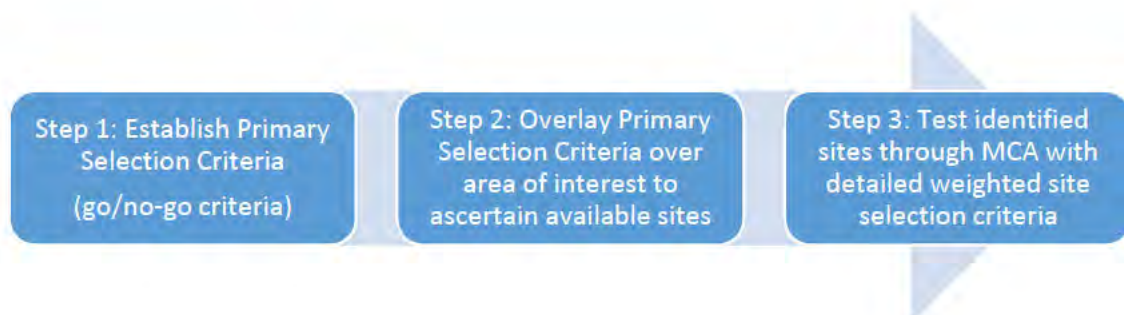 Step 1: Establish Primary
Selection Criteria
(go/no-go criteria)
Step 2: Overlay Primary
Selection Criteria over
area of interest to
ascertain available sites
Step 3: Test identified
sites through MCA with
detailed weighted site
selection criteria